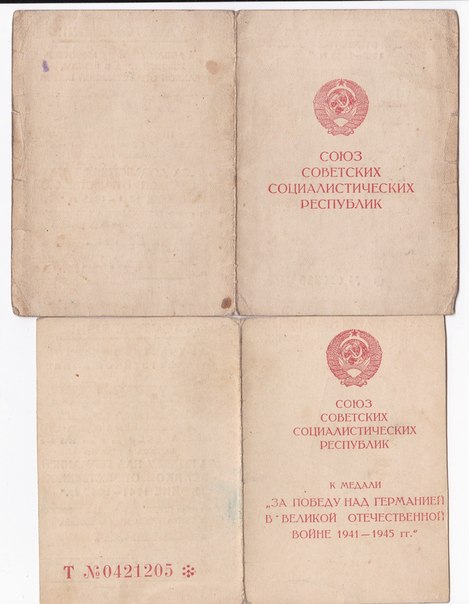 СОЮЗ
СОВЕТСКИХ
СОЦИАЛИСТИЧЕСКИХ
РЕСПУБЛИК
СОЮЗ
СОВЕТСКИХ
СОЦИАЛИСТИЧЕСКИХ
РЕСПУБЛИК
К МЕДАЛИ
„ЗА ПОБЕДУ НАД ГЕРМАНИЕЙ
В ВЕЛИКОЙ ОТЕЧЕСТВЕННОЙ
ВОЙНЕ 1941—1945 гг.“
Т №0421205